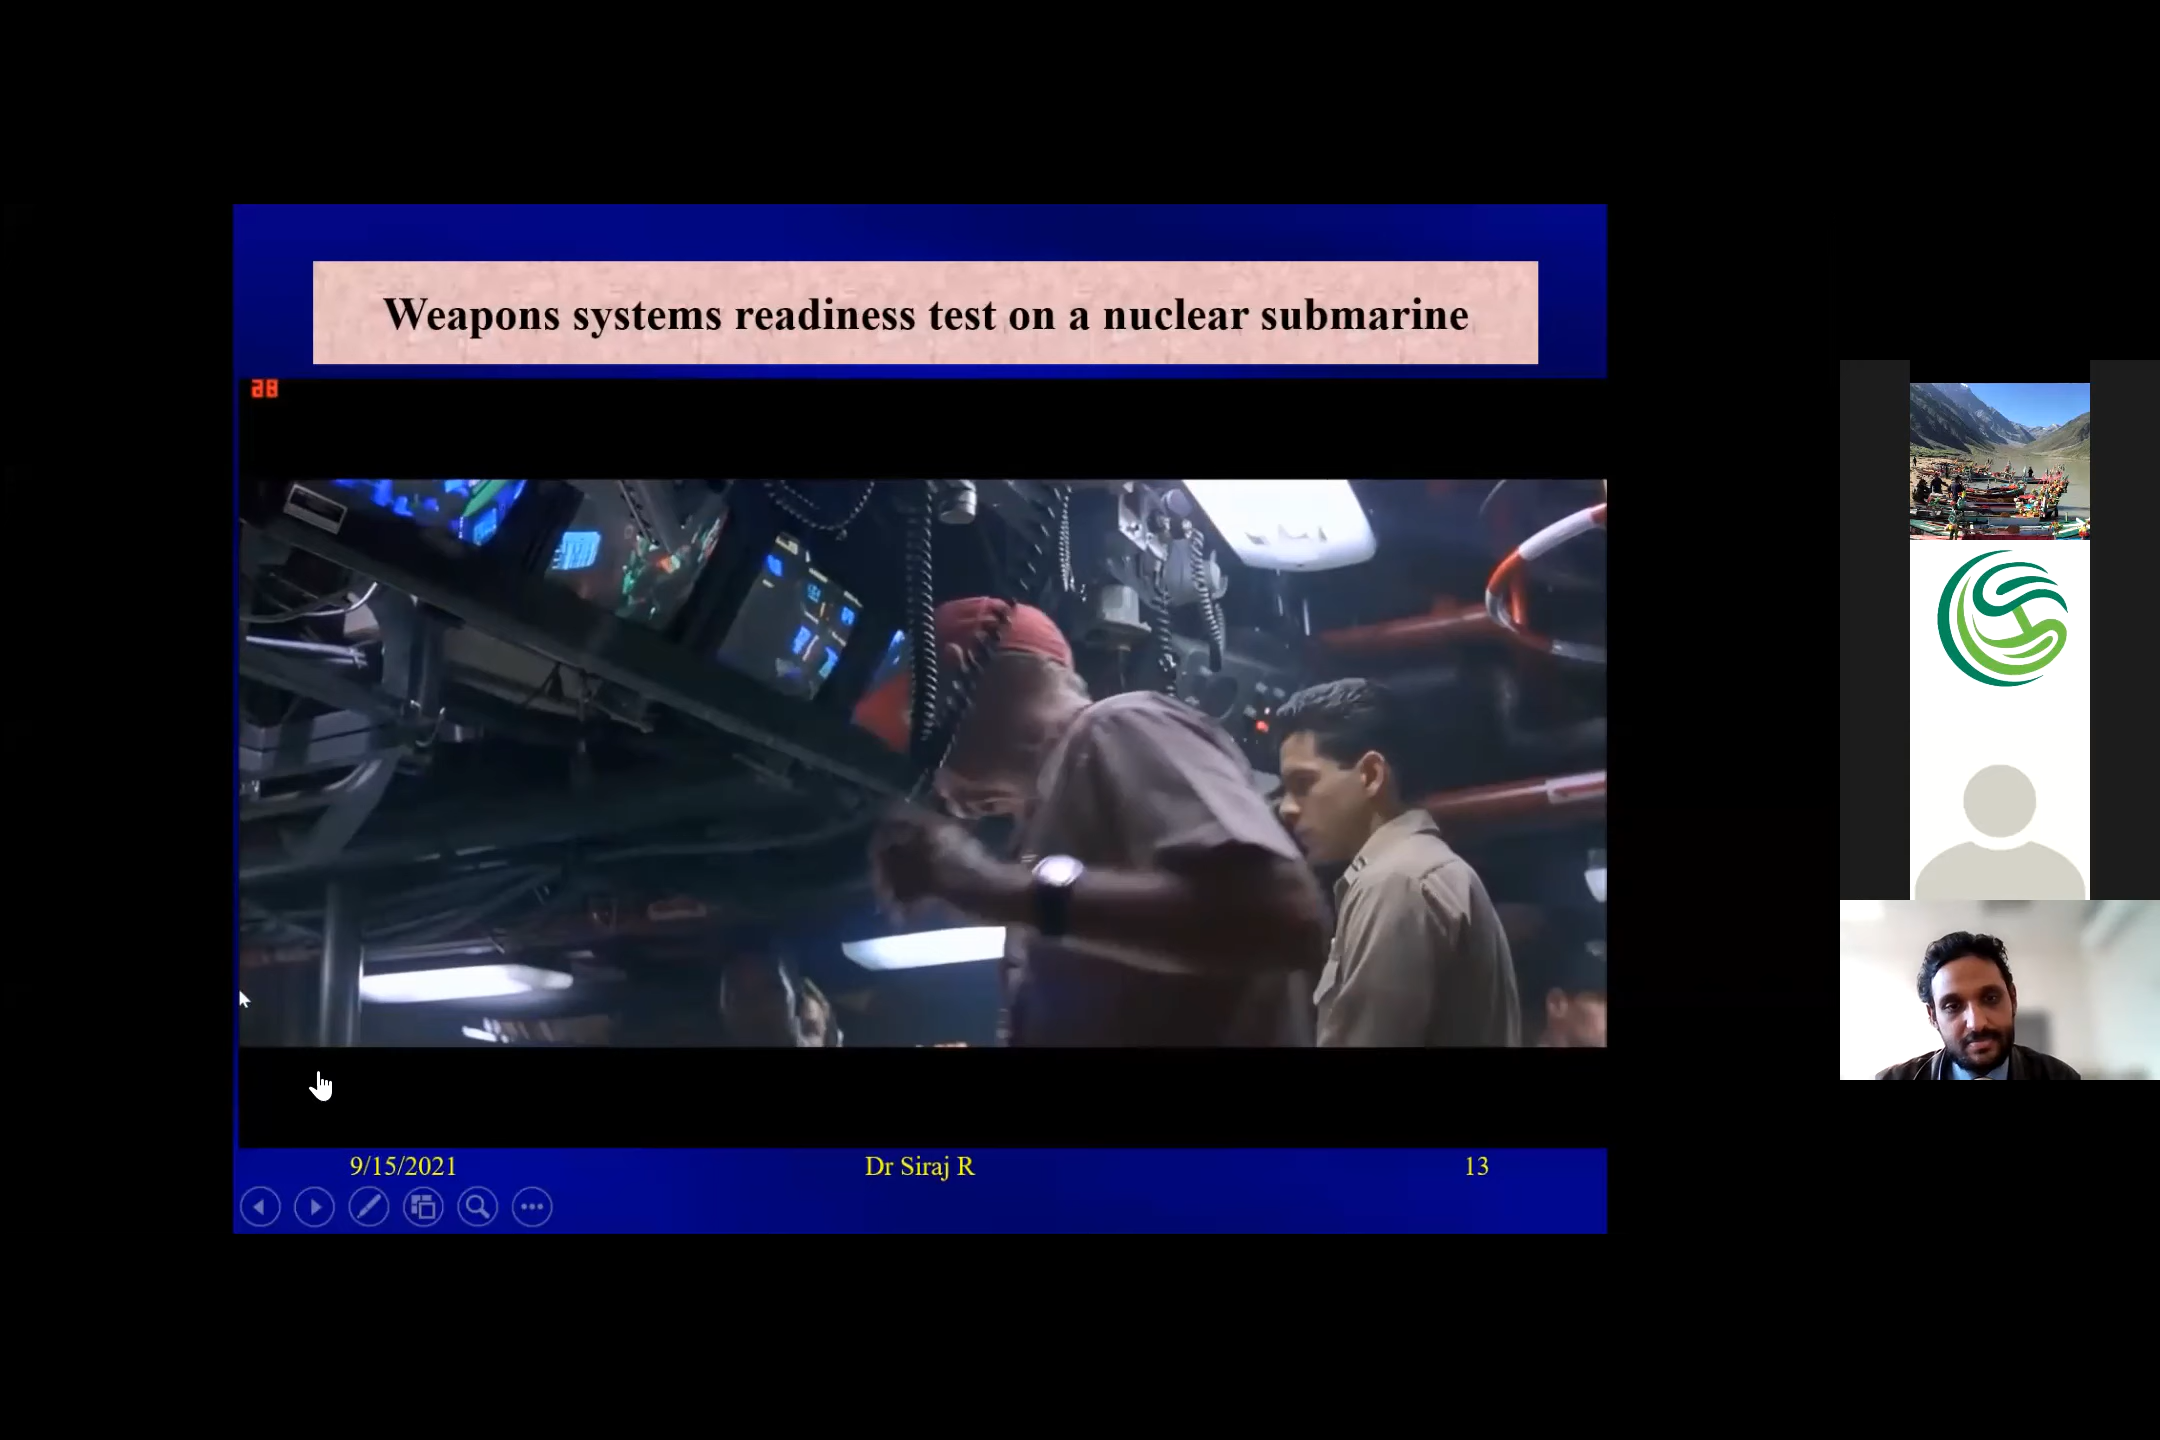 Weapons systems readiness test on a nuclear submarine
28
9/15/2021
Dr Siraj R
13